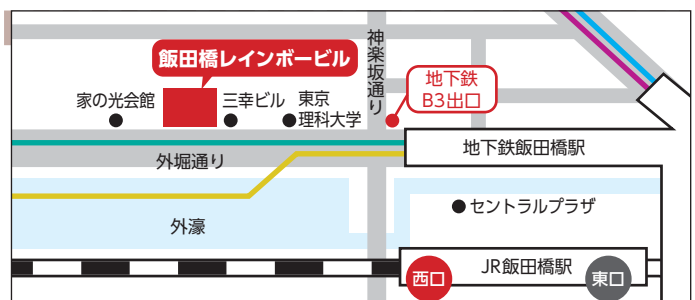 飯田橋レインボービル
神楽坂通り
地下鉄
B3出口
家の光会館
三幸ビル
東京
理科大学
外堀通り
地下鉄飯田橋駅
セントラルプラザ
外濠
西口
JR飯田橋駅
東口